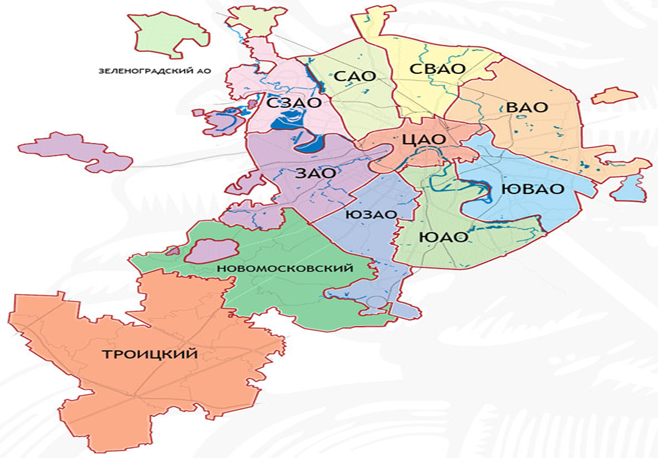 ЗЕЛЕНОГРАДСКИЙ АО
САО
СВАО
СЗАО
ВАО
ЦАО
ЗАО
ЮВАО
ЮЗАО
ЮАО
НОВОМОСКОВСКИЙ
ТРОИЦКИЙ